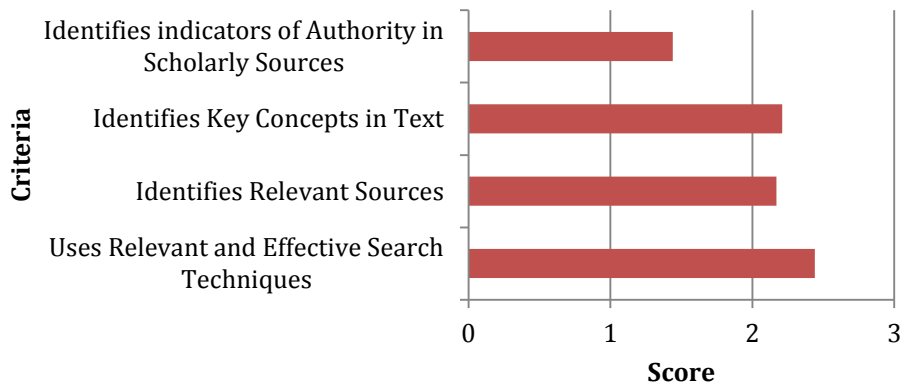 Identifies indicators of Authority in
Scholarly Sources
Identifies Key Concepts in Text
Identifies Relevant Sources
Uses Relevant and Effective Search
Techniques
Criteria
0 1 2 3
Score